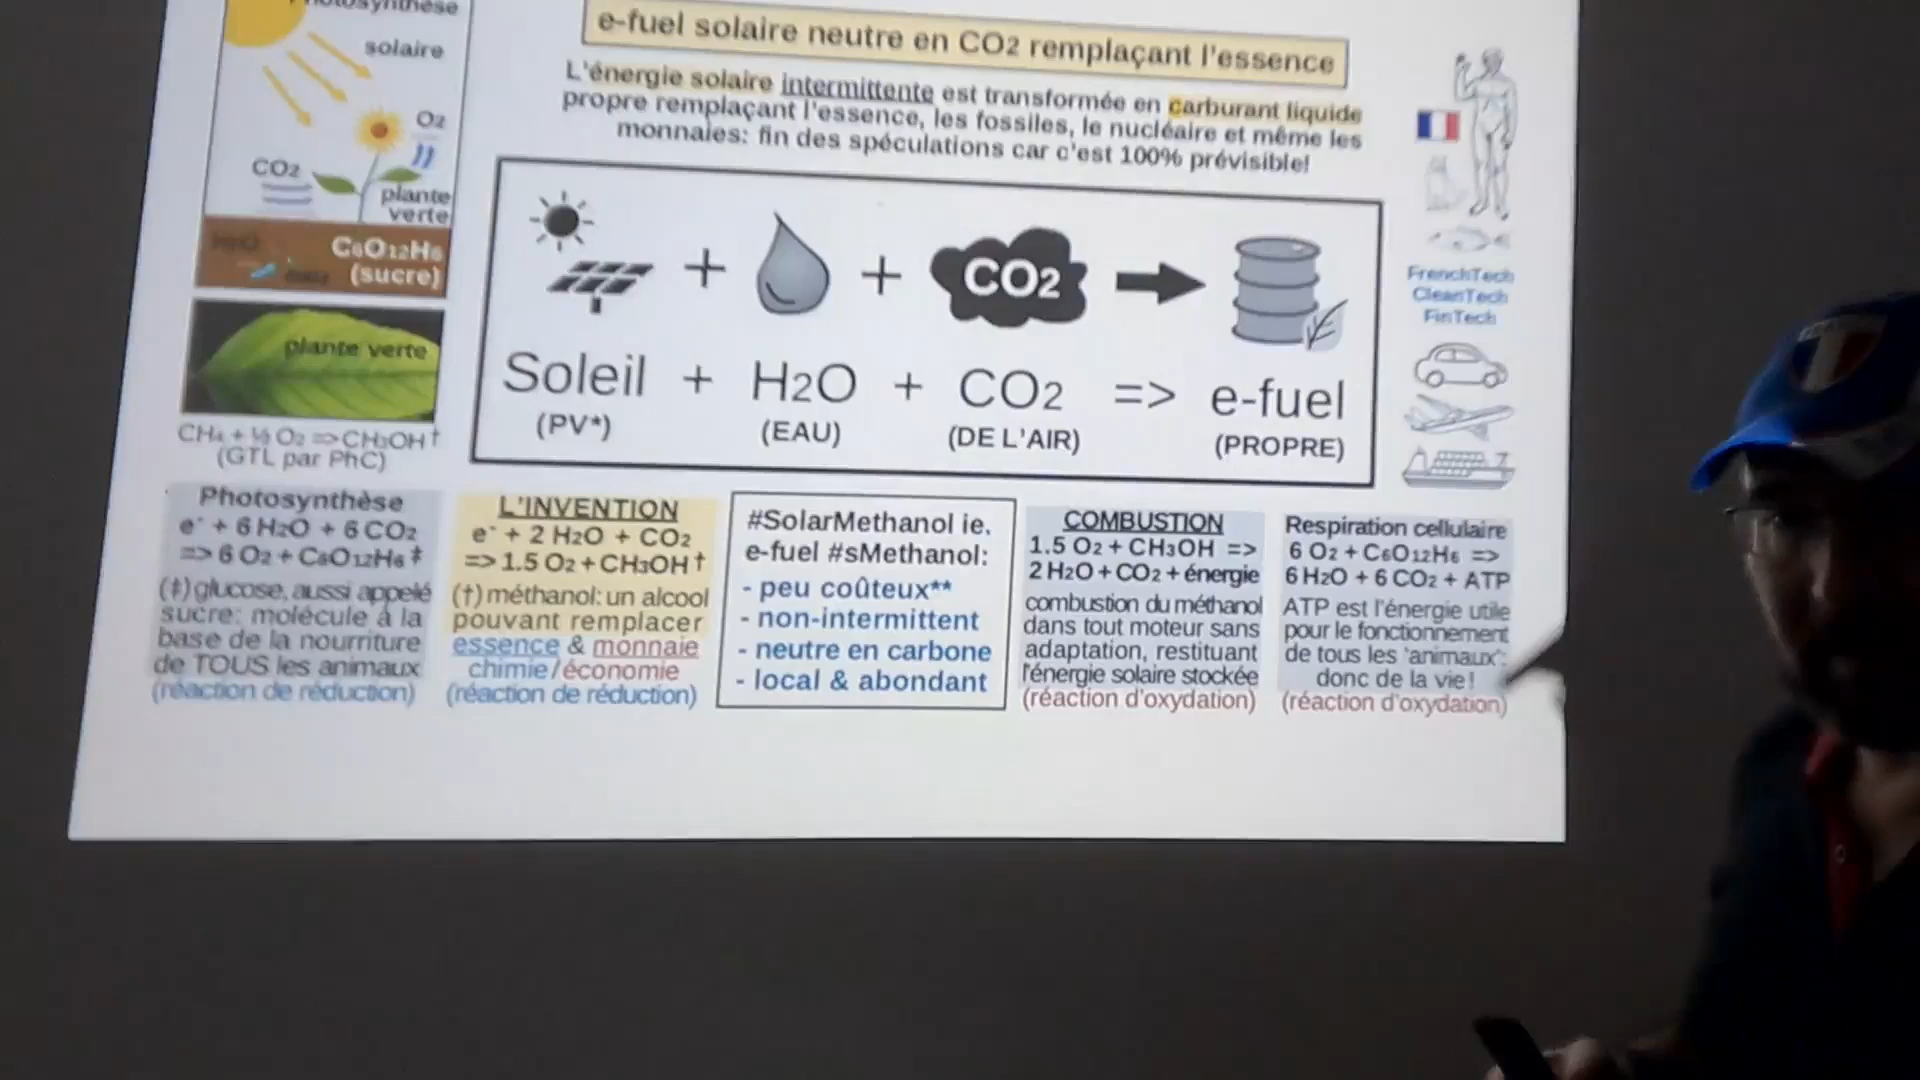 solaire
O2
CO2
plante
verte
C6O12H6
(sucre)
plante verte
CH4 + ½ O2 => CH3OH †
(GTL par PhC)
e-fuel solaire neutre en CO2 remplaçant l'essence
L'énergie solaire intermittente est transformée en carburant liquide
propre remplaçant l'essence, les fossiles, le nucléaire et même les
monnaies: fin des spéculations car c'est 100% prévisible!
+ + CO2
Soleil + H2O + CO2 => e-fuel
(PV*) (EAU) (DE L'AIR) (PROPRE)
FrenchTech
CleanTech
FinTech
Photosynthèse
e- + 6 H2O + 6 CO2
=> 6 O2 + C6O12H6 ‡
(‡) glucose, aussi appelé
sucre: molécule à la
base de la nourriture
de TOUS les animaux
(réaction de réduction)
L'INVENTION
e- + 2 H2O + CO2
=> 1.5 O2 + CH3OH †
(†) méthanol: un alcool
pouvant remplacer
essence & monnaie
chimie/économie
(réaction de réduction)
#SolarMethanol ie.
e-fuel #sMethanol:
- peu coûteux**
- non-intermittent
- neutre en carbone
- local & abondant
COMBUSTION
1.5 O2 + CH3OH =>
2 H2O + CO2 + énergie
combustion du méthanol
dans tout moteur sans
adaptation, restituant
l'énergie solaire stockée
(réaction d'oxydation)
Respiration cellulaire
6 O2 + C6O12H6 =>
6 H2O + 6 CO2 + ATP
ATP est l'énergie utile
pour le fonctionnement
de tous les 'animaux':
donc de la vie!
(réaction d'oxydation)